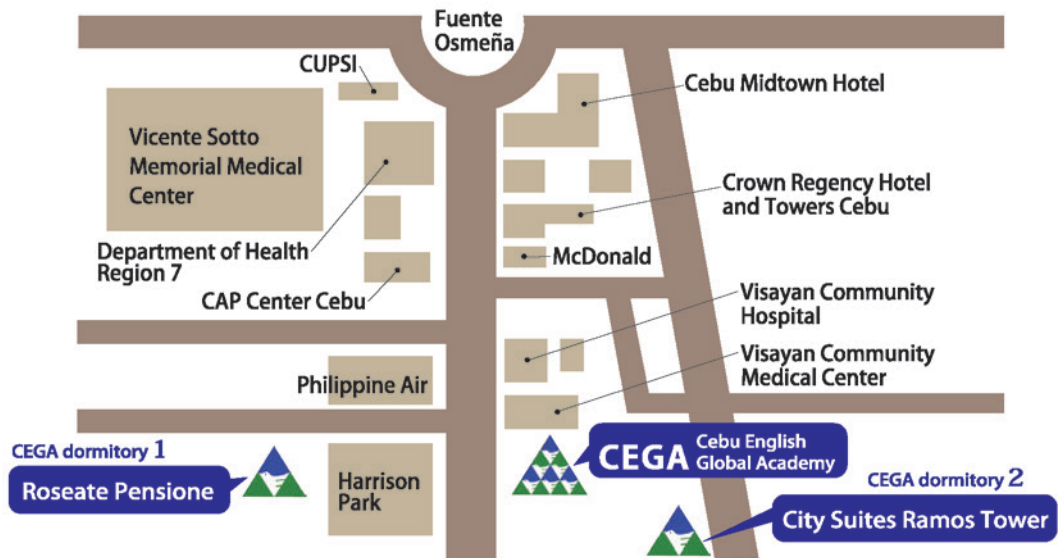 Fuente
Osmeña
CUPSI
Cebu Midtown Hotel
Vicente Sotto
Memorial Medical
Center
Crown Regency Hotel
and Towers Cebu
Department of Health
Region 7
McDonald
CAP Center Cebu
Visayan Community
Hospital
Visayan Community
Medical Center
Philippine Air
CEGA dormitory 1
Roseate Pensione
Harrison
Park
CEGA Cebu English
Global Academy
CEGA dormitory 2
City Suites Ramos Tower